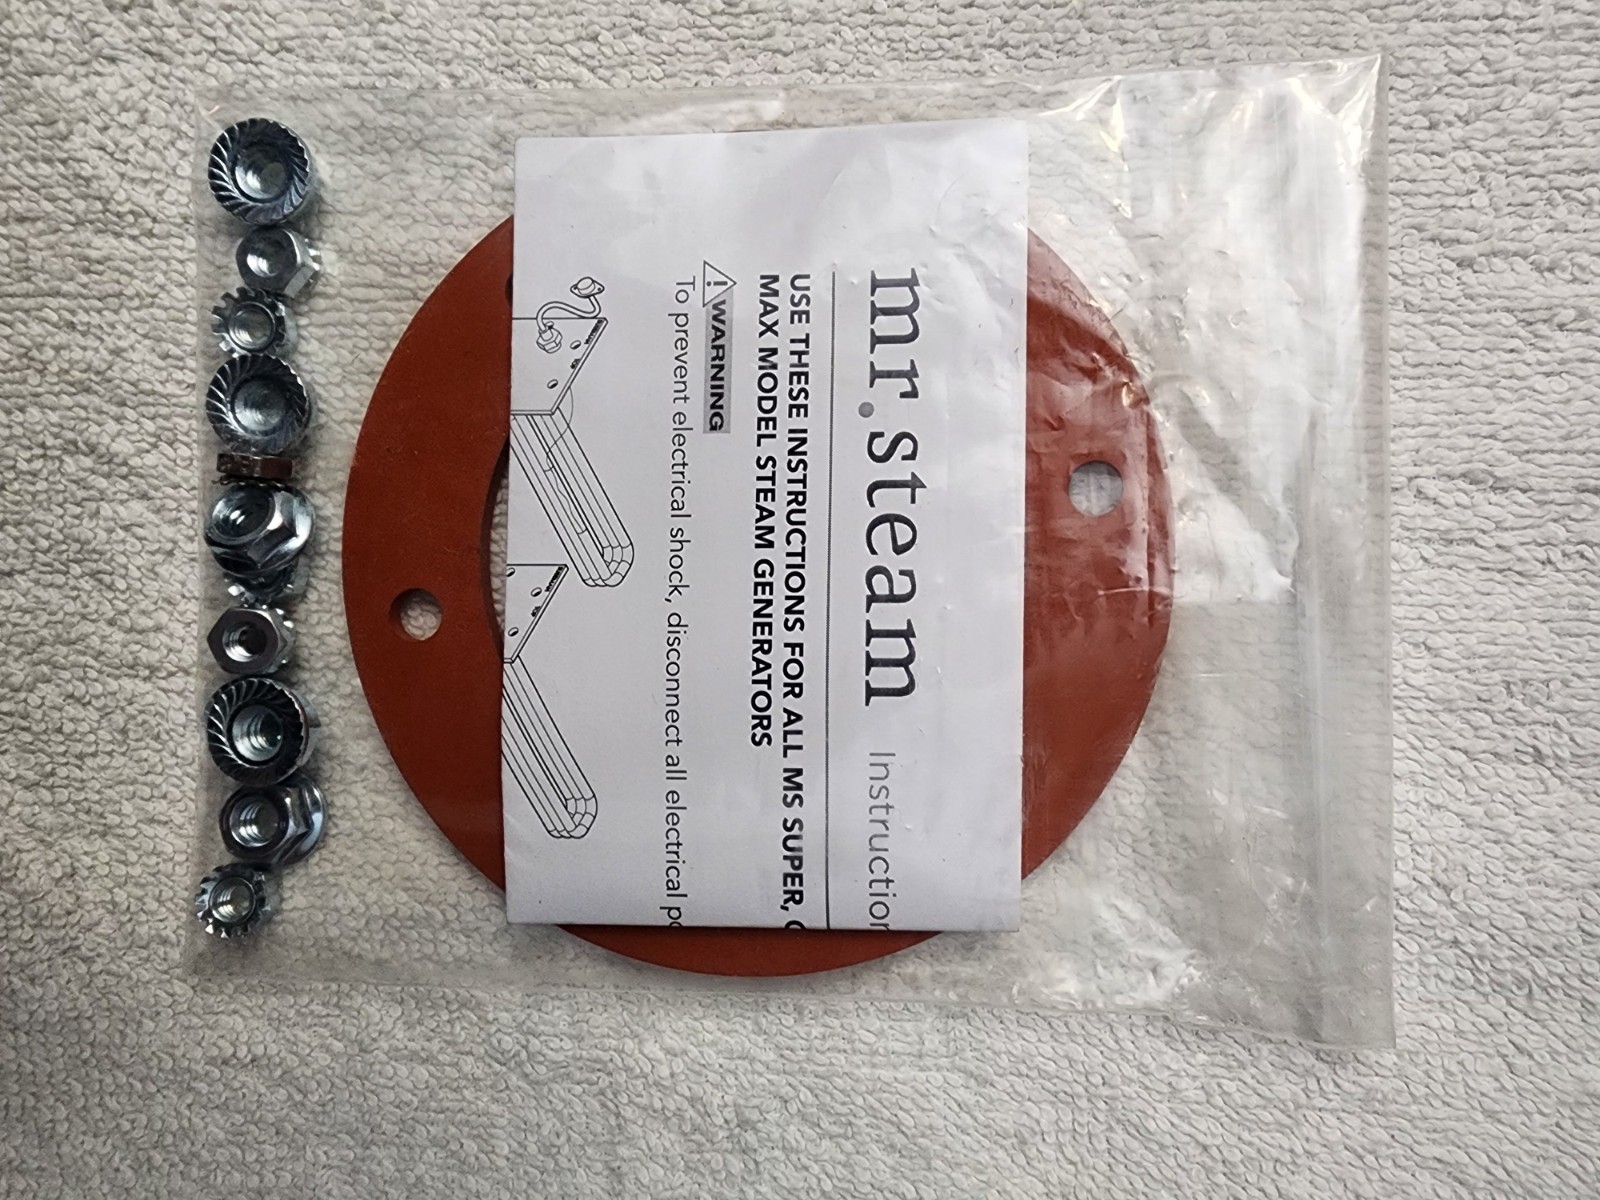 mr.steam Instruction
USE THESE INSTRUCTIONS FOR ALL MS SUPER,
MAX MODEL STEAM GENERATORS
WARNING
To prevent electrical shock, disconnect all electrical